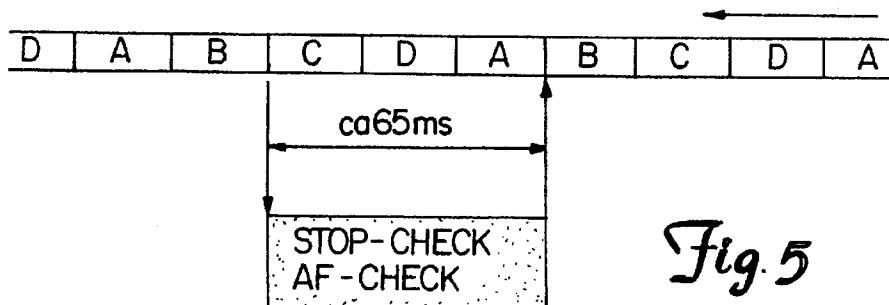 D A B C D A B C D A
ca65ms
STOP-CHECK
AF-CHECK
Fig. 5